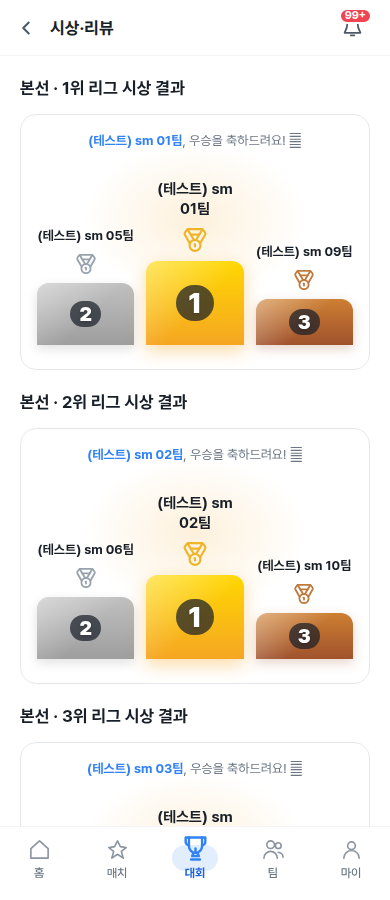 시상·리뷰
99+
본선 · 1위 리그 시상 결과
(테스트) sm 01팀, 우승을 축하드려요!
(테스트) sm
01팀
(테스트) sm 05팀
(테스트) sm 09팀
2
1
3
본선 · 2위 리그 시상 결과
(테스트) sm 02팀, 우승을 축하드려요!
(테스트) sm
02팀
(테스트) sm 06팀
(테스트) sm 10팀
2
1
3
본선 · 3위 리그 시상 결과
(테스트) sm 03팀, 우승을 축하드려요!
(테스트) sm
홈
매치
대회
팀
마이